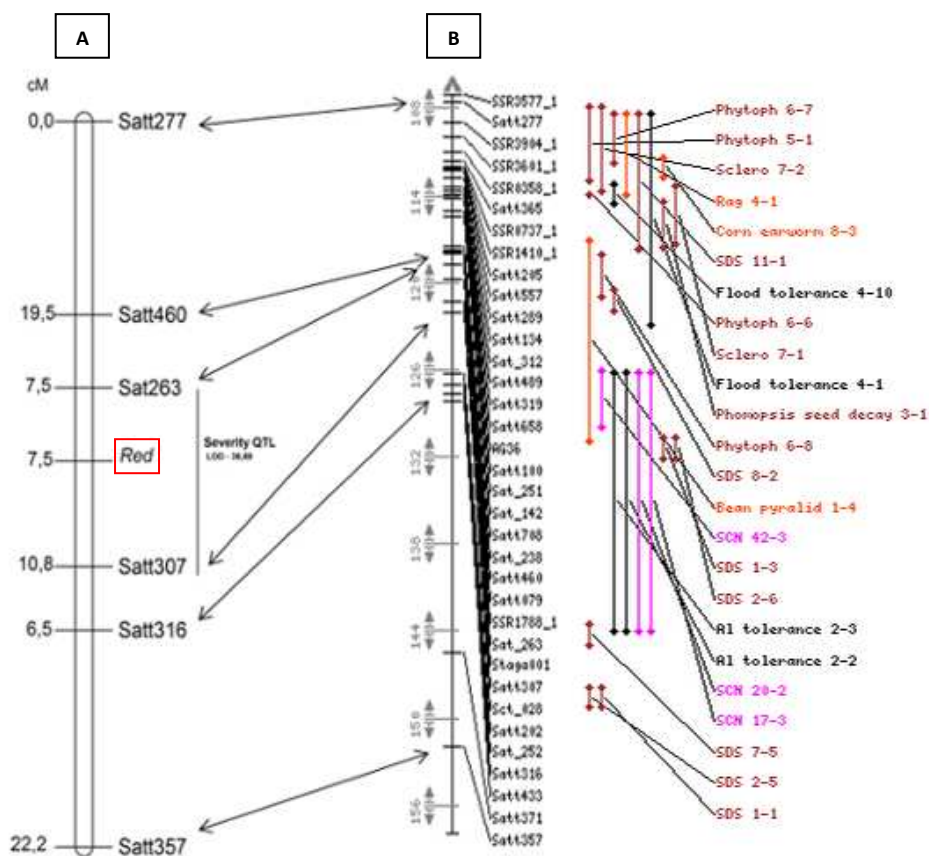 A
B
cM
0,0
Satt277
19,5
Satt460
7,5
Sat263
7,5
Red
Severity QTL
10,8
Satt307
6,5
Satt316
22,2
Satt357
108
114
120
126
132
138
144
150
156
SSR3577_1
Satt277
SSR3904_1
SSR3601_1
SSR0358_1
Satt365
SSR0737_1
SSR1410_1
Satt205
Satt557
Satt289
Satt134
Sat_312
Satt489
Satt319
Satt658
AG36
Satt100
Sat_251
Sat_142
Satt708
Sat_238
Satt460
Satt079
SSR1788_1
Sat_263
Staga001
Satt307
Sct_028
Satt202
Sat_252
Satt316
Satt433
Satt371
Satt357
Phytoph 6-7
Phytoph 5-1
Sclero 7-2
Rag 4-1
Corn earworm 8-3
SDS 11-1
Flood tolerance 4-10
Phytoph 6-6
Sclero 7-1
Flood tolerance 4-1
Phomopsis seed decay 3-1
Phytoph 6-8
SDS 8-2
Bean pyralid 1-4
SCN 42-3
SDS 1-3
SDS 2-6
Al tolerance 2-3
Al tolerance 2-2
SCN 20-2
SCN 17-3
SDS 7-5
SDS 2-5
SDS 1-1